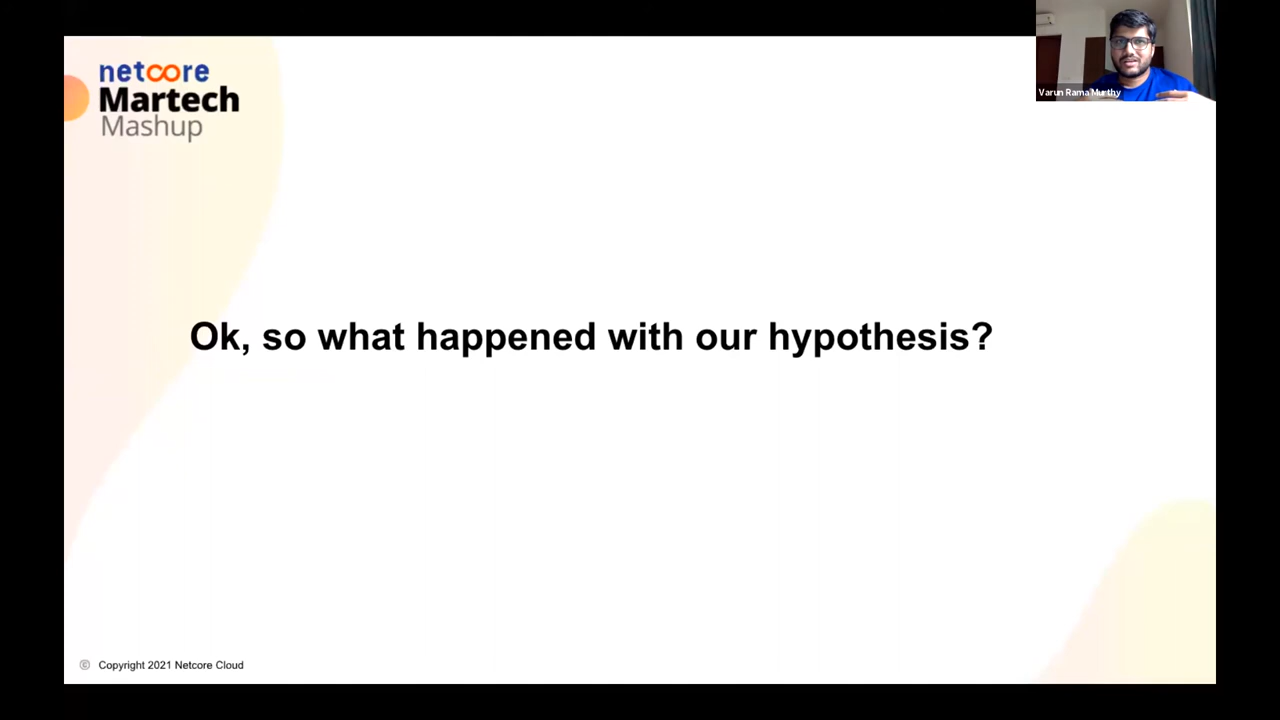 netcore
Martech
Mashup
Varun Rama Murthy
Ok, so what happened with our hypothesis?
© Copyright 2021 Netcore Cloud